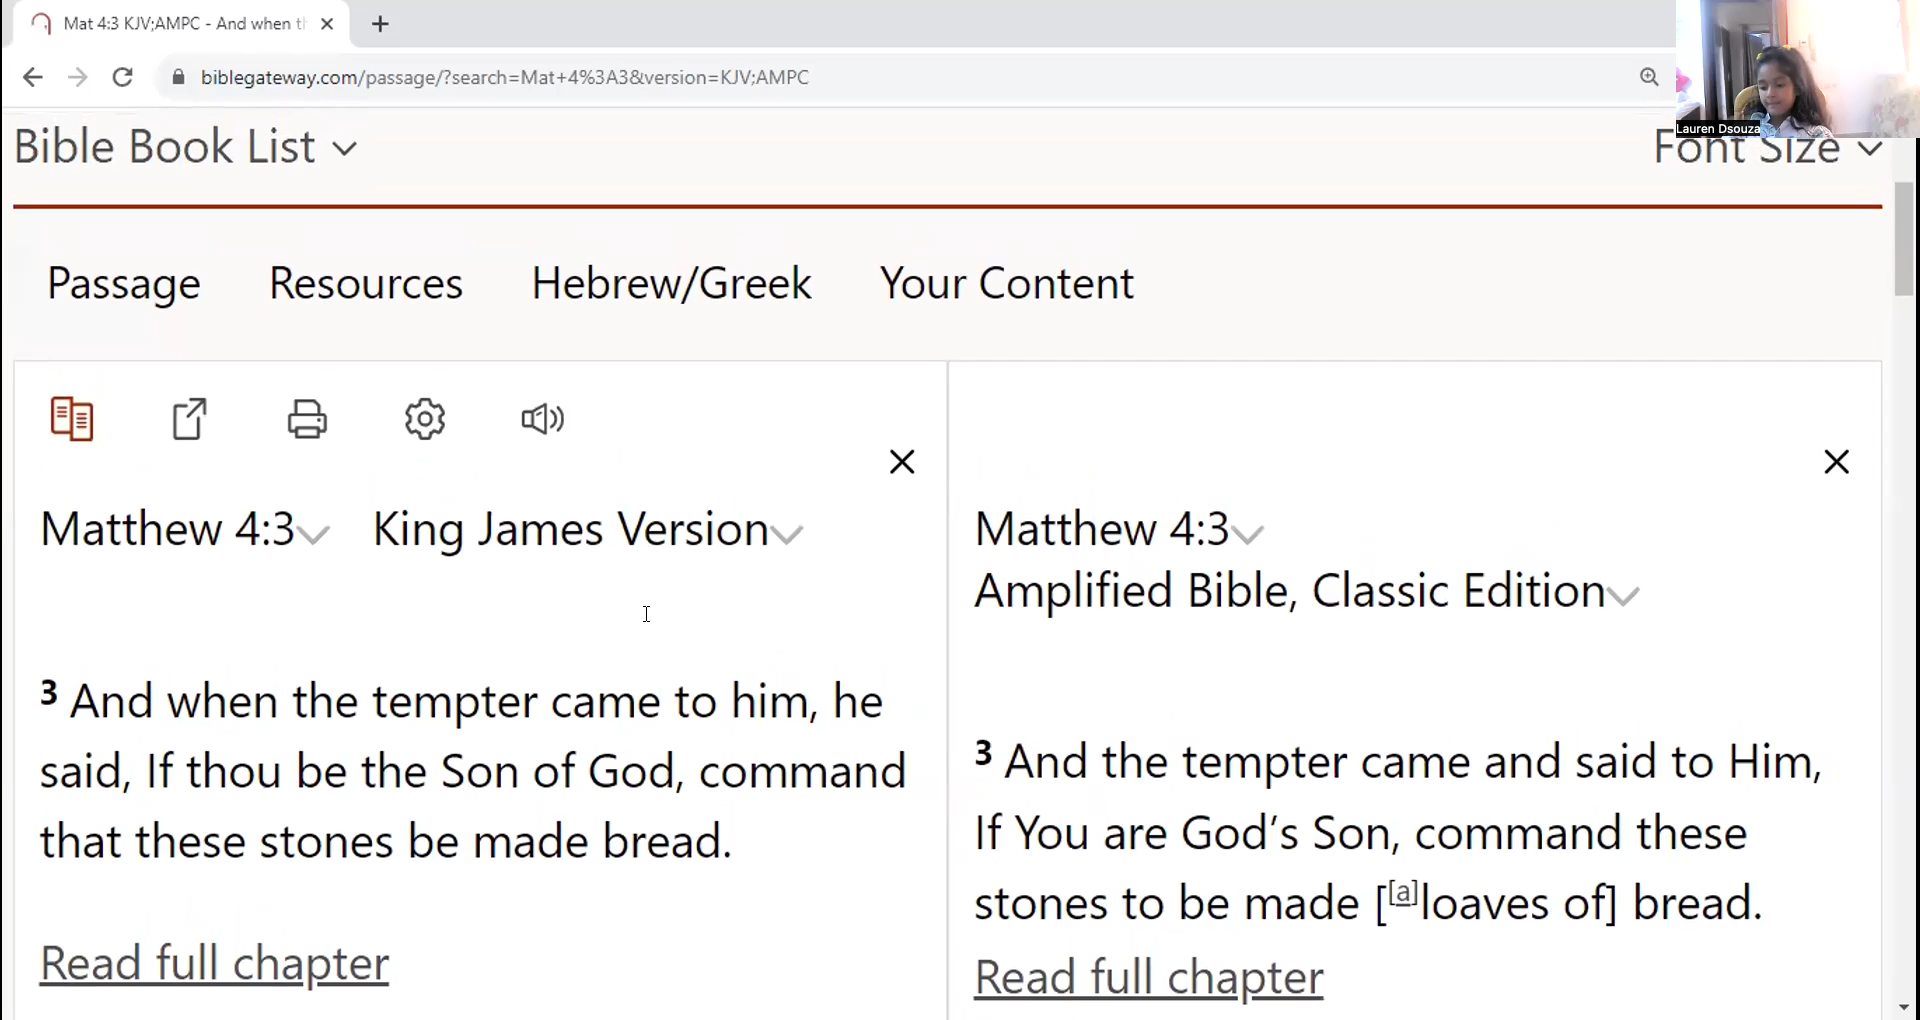 Mat 4:3 KJV;AMPC - And when th
biblegateway.com/passage/?search=Mat+4%3A3&version=KJV;AMPC
Lauren Dsouza
Bible Book List
Font Size
Passage Resources Hebrew/Greek Your Content
Matthew 4:3 King James Version
3 And when the tempter came to him, he
said, If thou be the Son of God, command
that these stones be made bread.
Read full chapter
Matthew 4:3
Amplified Bible, Classic Edition
3 And the tempter came and said to Him,
If You are God’s Son, command these
stones to be made [[a]loaves of] bread.
Read full chapter